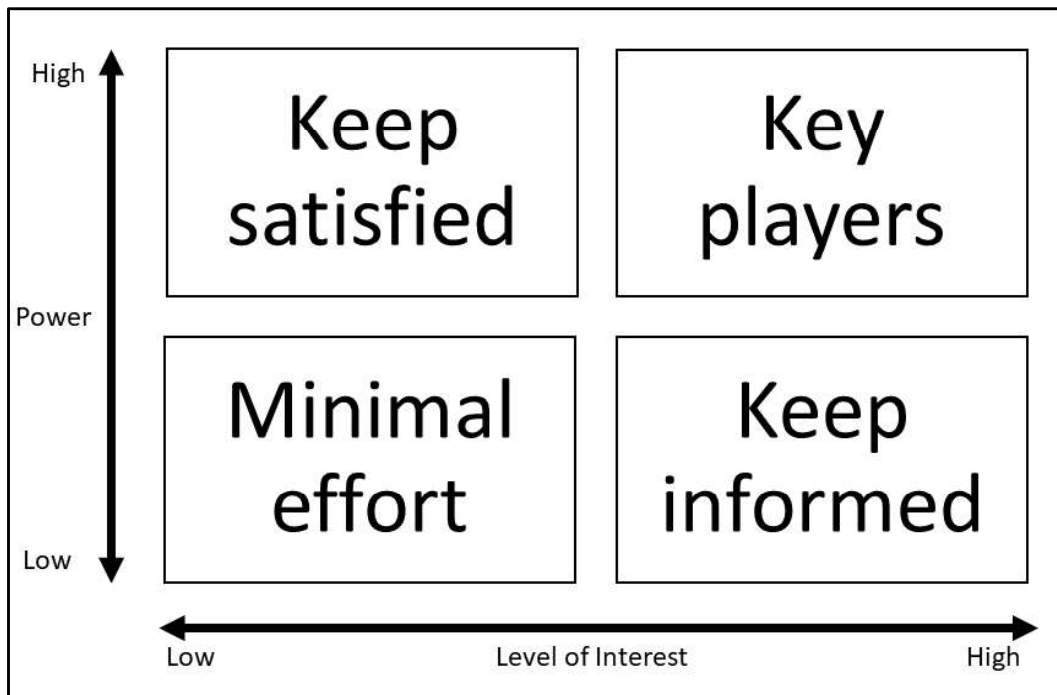 High
Keep
satisfied
Key
players
Power
Minimal
effort
Keep
informed
Low
Low
Level of Interest
High